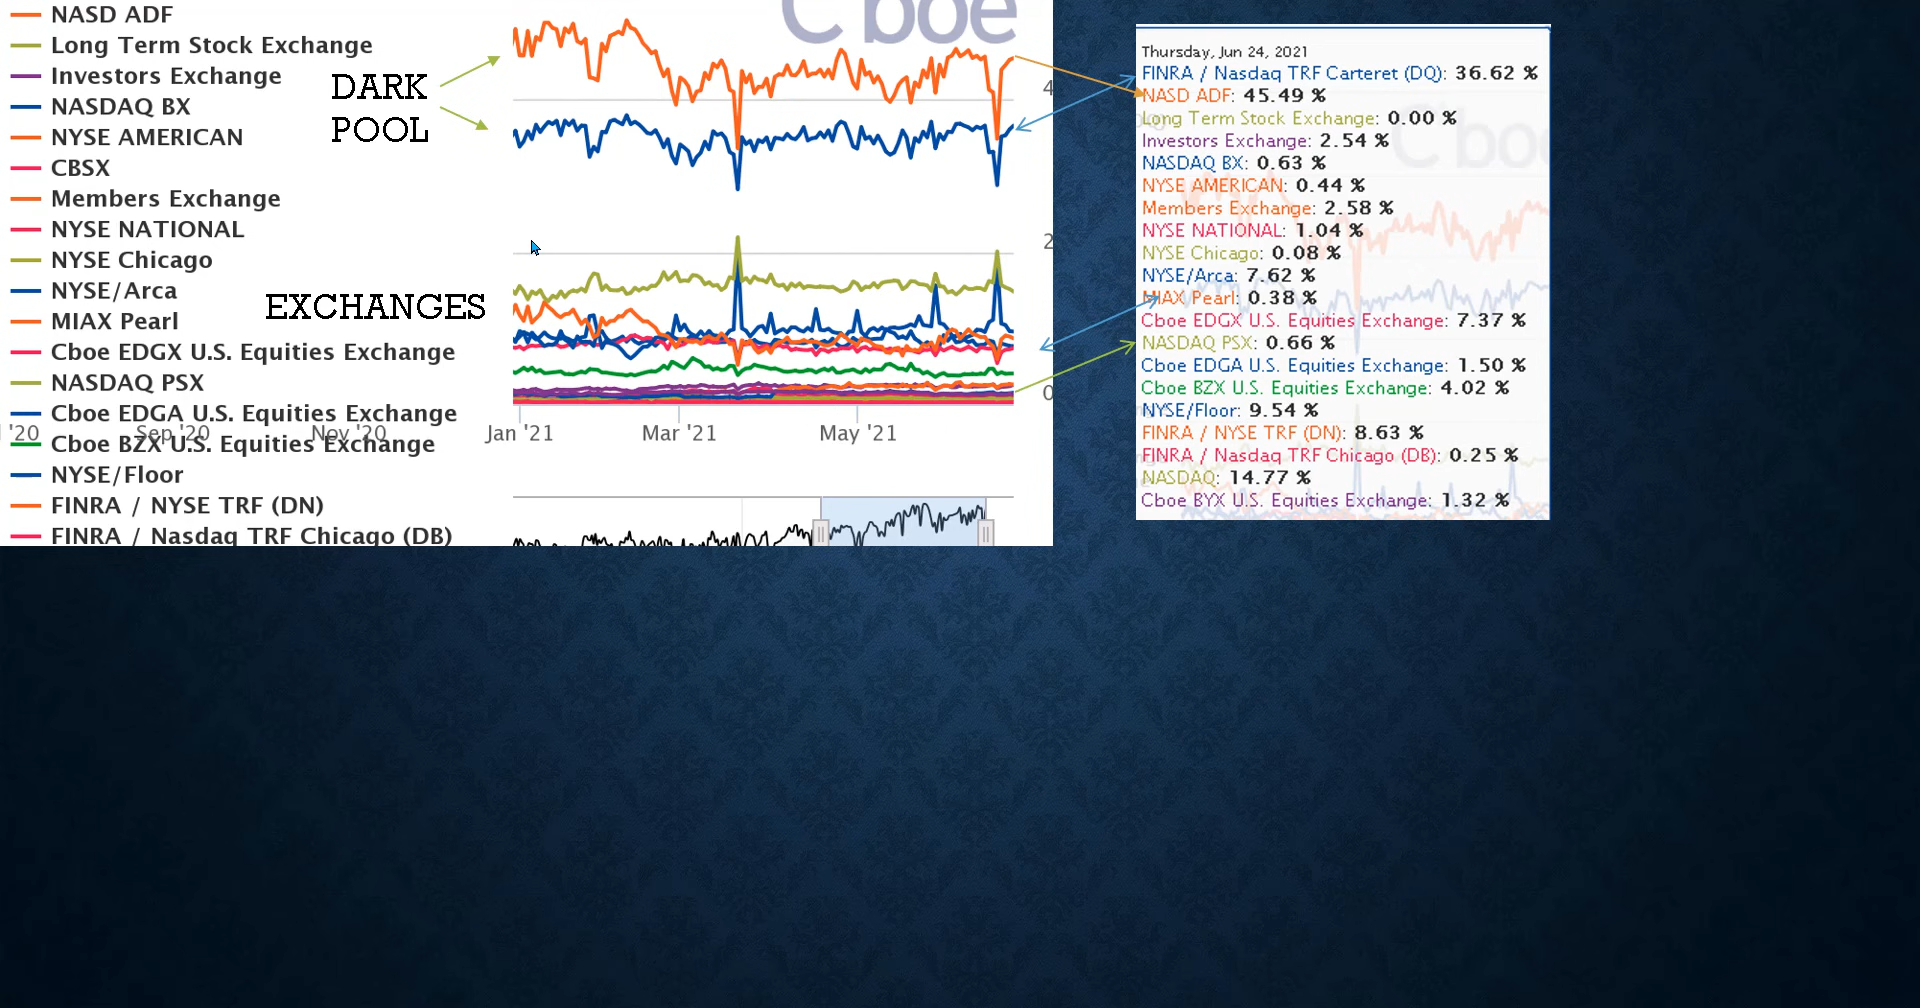 NASD ADF
Long Term Stock Exchange
Investors Exchange
NASDAQ BX
NYSE AMERICAN
CBSX
Members Exchange
NYSE NATIONAL
NYSE Chicago
NYSE/Arca
MIAX Pearl
Cboe EDGX U.S. Equities Exchange
NASDAQ PSX
Cboe EDGA U.S. Equities Exchange
Cboe BZX U.S. Equities Exchange
NYSE/Floor
FINRA / NYSE TRF (DN)
FINRA / Nasdaq TRF Chicago (DB)
DARK
POOL
EXCHANGES
Cboe
4
2
0
'20 Sep '20 Nov '20 Jan '21 Mar '21 May '21
Thursday, Jun 24, 2021
FINRA / Nasdaq TRF Carteret (DQ): 36.62 %
NASD ADF: 45.49 %
Long Term Stock Exchange: 0.00 %
Investors Exchange: 2.54 %
NASDAQ BX: 0.63 %
NYSE AMERICAN: 0.44 %
Members Exchange: 2.58 %
NYSE NATIONAL: 1.04 %
NYSE Chicago: 0.08 %
NYSE/Arca: 7.62 %
MIAX Pearl: 0.38 %
Cboe EDGX U.S. Equities Exchange: 7.37 %
NASDAQ PSX: 0.66 %
Cboe EDGA U.S. Equities Exchange: 1.50 %
Cboe BZX U.S. Equities Exchange: 4.02 %
NYSE/Floor: 9.54 %
FINRA / NYSE TRF (DN): 8.63 %
FINRA / Nasdaq TRF Chicago (DB): 0.25 %
NASDAQ: 14.77 %
Cboe BYX U.S. Equities Exchange: 1.32 %